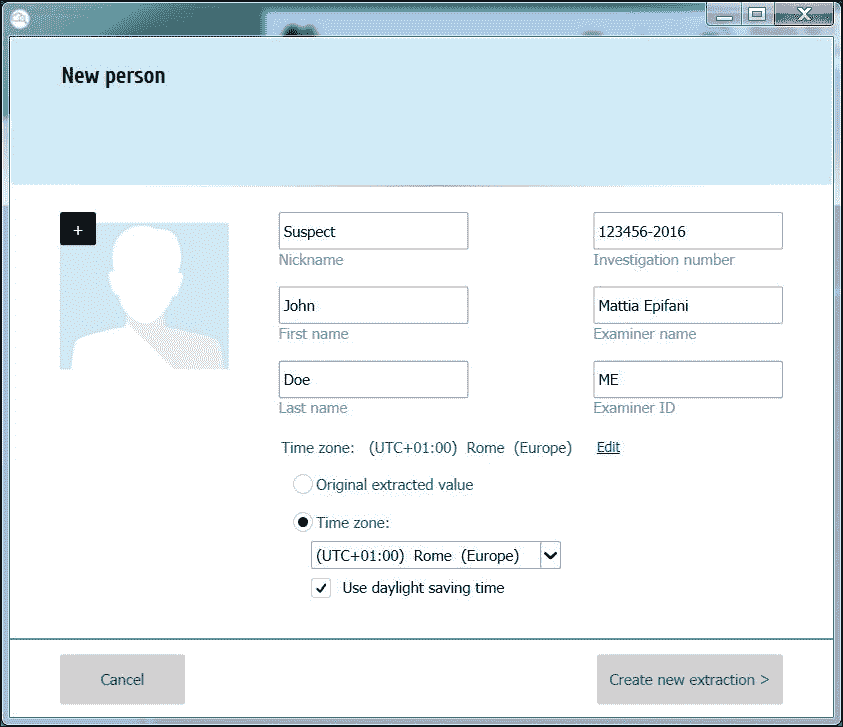 New person
+
Suspect
Nickname
123456-2016
Investigation number
John
First name
Mattia Epifani
Examiner name
Doe
Last name
ME
Examiner ID
Time zone: (UTC+01:00) Rome (Europe) Edit
Original extracted value
Time zone:
(UTC+01:00) Rome (Europe)
Use daylight saving time
Cancel
Create new extraction >